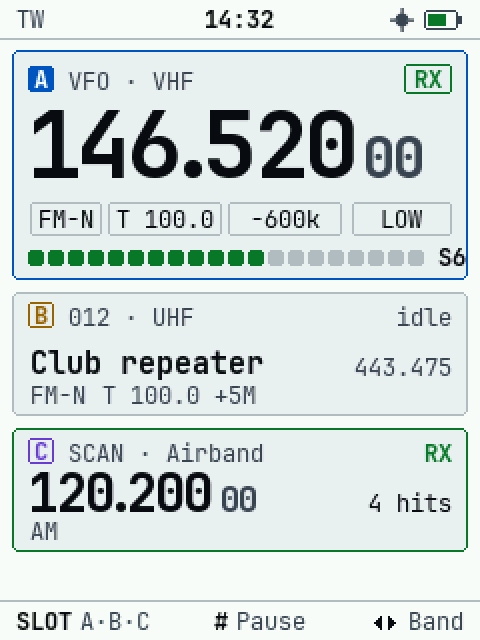 TW 14:32
A VFO · VHF RX
146.520 00
FM-N T 100.0 -600k LOW
S6
B 012 · UHF idle
Club repeater 443.475
FM-N T 100.0 +5M
C SCAN · Airband RX
120.200 00 4 hits
AM
SLOT A·B·C # Pause Band